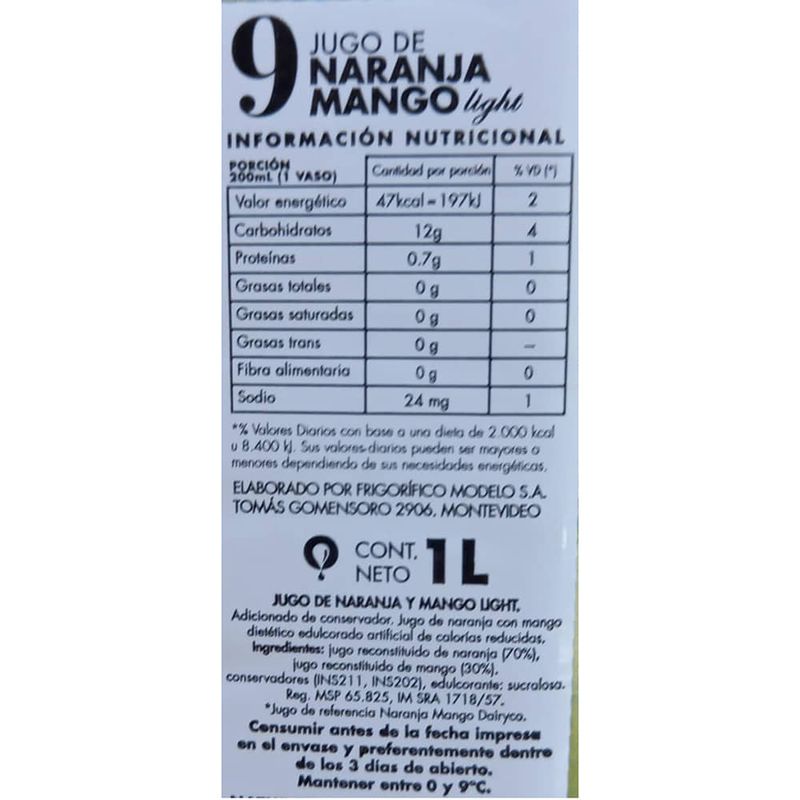 9 JUGO DE
NARANJA
MANGO light
INFORMACIÓN NUTRICIONAL
PORCIÓN
200mL (1 VASO) Cantidad por porción % VD (*)
Valor energético 47kcal = 197kJ 2
Carbohidratos 12g 4
Proteínas 0.7g 1
Grasas totales 0 g 0
Grasas saturadas 0 g 0
Grasas trans 0 g –
Fibra alimentaria 0 g 0
Sodio 24 mg 1
*% Valores Diarios con base a una dieta de 2.000 kcal
u 8.400 kJ. Sus valores diarios pueden ser mayores o
menores dependiendo de sus necesidades energéticas.
ELABORADO POR FRIGORÍFICO MODELO S.A.
TOMÁS GOMENSORO 2906. MONTEVIDEO
CONT.
NETO 1L
JUGO DE NARANJA Y MANGO LIGHT.
Adicionado de conservador. Jugo de naranja con mango
dietético edulcorado artificial de calorías reducidas.
Ingredientes: jugo reconstituido de naranja (70%),
jugo reconstituido de mango (30%).
conservadores (INS211, INS202), edulcorante: sucralosa.
Reg. MSP 65.825, IM SRA 1718/57.
*Jugo de referencia Naranja Mango Dairyco.
Consumir antes de la fecha impresa
en el envase y preferentemente dentro
de los 3 días de abierto.
Mantener entre 0 y 9°C.